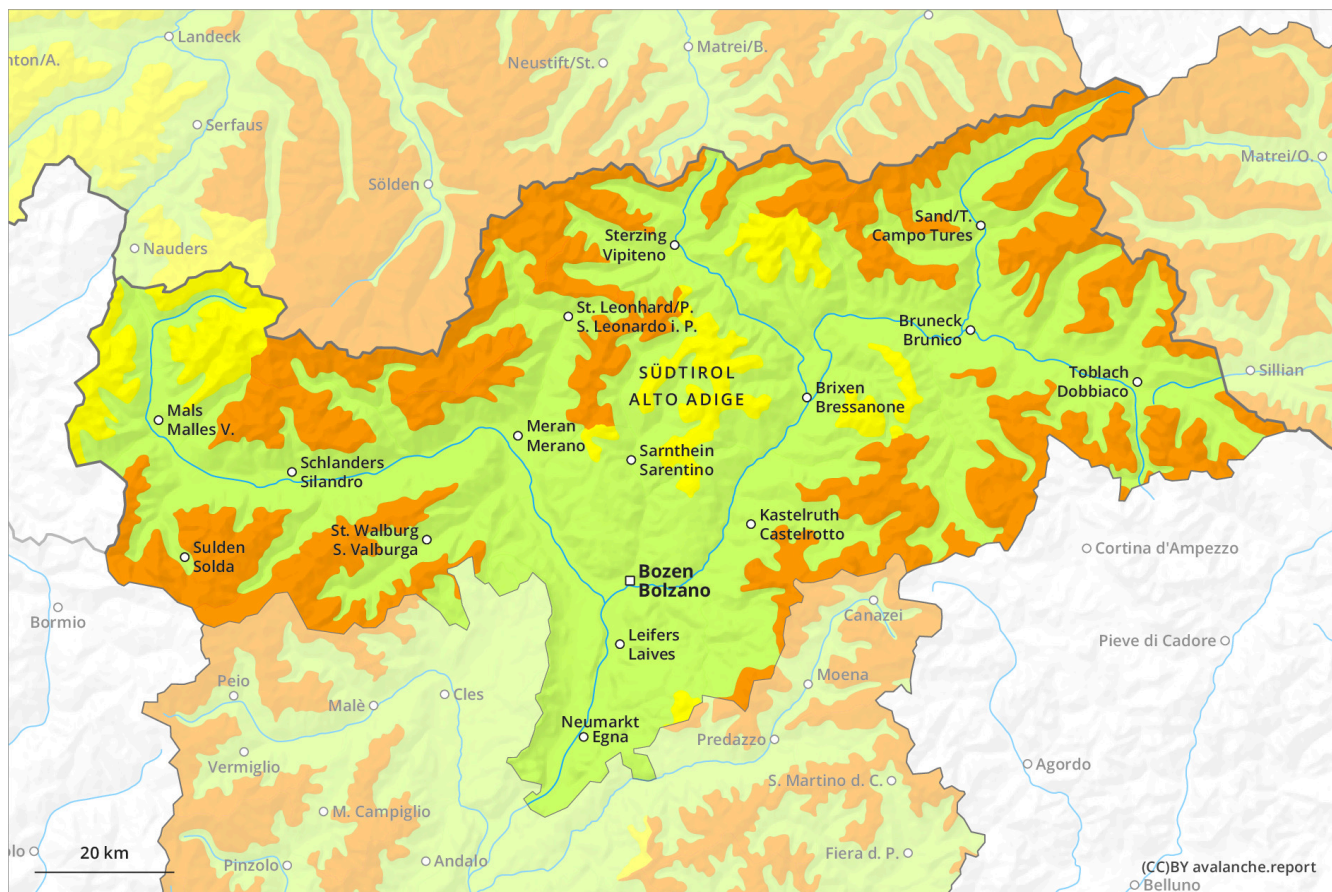 Landeck
nton/A.
Matrei/B.
Neustift/St.
Serfaus
Matrei/O.
Sölden
Nauders
Sand/T.
Campo Tures
Sterzing
Vipiteno
St. Leonhard/P.
S. Leonardo i. P.
Bruneck
Brunico
SÜDTIROL
ALTO ADIGE
Toblach
Dobbiaco
Sillian
Brixen
Bressanone
Mals
Malles V.
Meran
Merano
Sarnthein
Sarentino
Schlanders
Silandro
Kastelruth
Castelrotto
St. Walburg
S. Valburga
Sulden
Solda
Cortina d'Ampezzo
Bozen
Bolzano
Bormio
Canazei
Leifers
Laives
Pieve di Cadore
Peio
Cles
Moena
Malè
Neumarkt
Egna
Predazzo
Vermiglio
Agordo
S. Martino d. C.
M. Campiglio
olo
20 km
Pinzolo
Andalo
Fiera d. P.
(CC)BY avalanche.report
Belluno